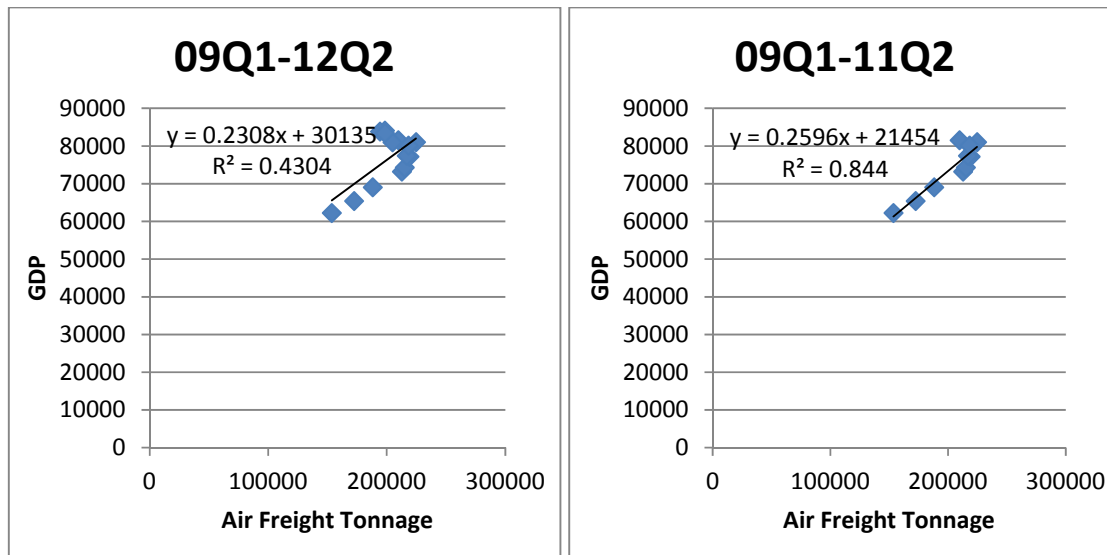 09Q1-12Q2
90000
80000
70000
60000
50000
40000
30000
20000
10000
0
GDP
y = 0.2308x + 30135
R² = 0.4304
0 100000 200000 300000
Air Freight Tonnage
09Q1-11Q2
90000
80000
70000
60000
50000
40000
30000
20000
10000
0
GDP
y = 0.2596x + 21454
R² = 0.844
0 100000 200000 300000
Air Freight Tonnage